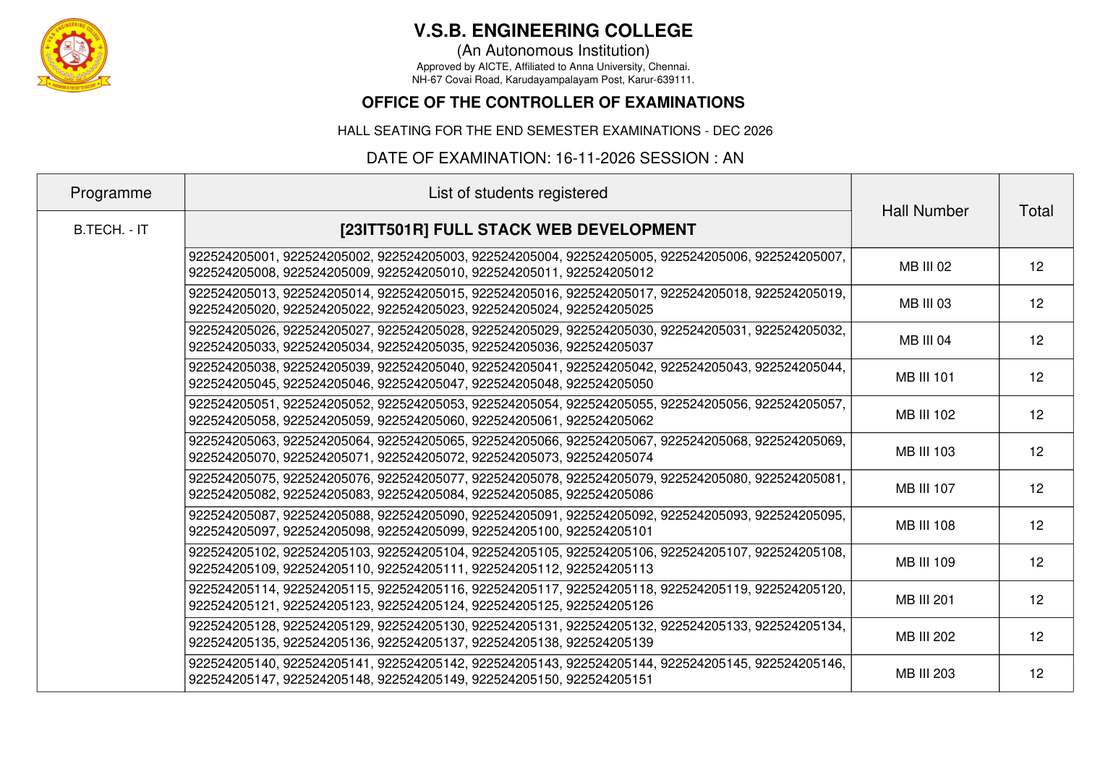 V.S.B. ENGINEERING COLLEGE
(An Autonomous Institution)
Approved by AICTE, Affiliated to Anna University, Chennai.
NH-67 Covai Road, Karudayampalayam Post, Karur-639111.
OFFICE OF THE CONTROLLER OF EXAMINATIONS
HALL SEATING FOR THE END SEMESTER EXAMINATIONS - DEC 2026
DATE OF EXAMINATION: 16-11-2026 SESSION : AN
Programme List of students registered Hall Number Total
B.TECH. - IT [23ITT501R] FULL STACK WEB DEVELOPMENT
922524205001, 922524205002, 922524205003, 922524205004, 922524205005, 922524205006, 922524205007,
922524205008, 922524205009, 922524205010, 922524205011, 922524205012
MB III 02 12
922524205013, 922524205014, 922524205015, 922524205016, 922524205017, 922524205018, 922524205019,
922524205020, 922524205022, 922524205023, 922524205024, 922524205025
MB III 03 12
922524205026, 922524205027, 922524205028, 922524205029, 922524205030, 922524205031, 922524205032,
922524205033, 922524205034, 922524205035, 922524205036, 922524205037
MB III 04 12
922524205038, 922524205039, 922524205040, 922524205041, 922524205042, 922524205043, 922524205044,
922524205045, 922524205046, 922524205047, 922524205048, 922524205050
MB III 101 12
922524205051, 922524205052, 922524205053, 922524205054, 922524205055, 922524205056, 922524205057,
922524205058, 922524205059, 922524205060, 922524205061, 922524205062
MB III 102 12
922524205063, 922524205064, 922524205065, 922524205066, 922524205067, 922524205068, 922524205069,
922524205070, 922524205071, 922524205072, 922524205073, 922524205074
MB III 103 12
922524205075, 922524205076, 922524205077, 922524205078, 922524205079, 922524205080, 922524205081,
922524205082, 922524205083, 922524205084, 922524205085, 922524205086
MB III 107 12
922524205087, 922524205088, 922524205090, 922524205091, 922524205092, 922524205093, 922524205095,
922524205097, 922524205098, 922524205099, 922524205100, 922524205101
MB III 108 12
922524205102, 922524205103, 922524205104, 922524205105, 922524205106, 922524205107, 922524205108,
922524205109, 922524205110, 922524205111, 922524205112, 922524205113
MB III 109 12
922524205114, 922524205115, 922524205116, 922524205117, 922524205118, 922524205119, 922524205120,
922524205121, 922524205123, 922524205124, 922524205125, 922524205126
MB III 201 12
922524205128, 922524205129, 922524205130, 922524205131, 922524205132, 922524205133, 922524205134,
922524205135, 922524205136, 922524205137, 922524205138, 922524205139
MB III 202 12
922524205140, 922524205141, 922524205142, 922524205143, 922524205144, 922524205145, 922524205146,
922524205147, 922524205148, 922524205149, 922524205150, 922524205151
MB III 203 12